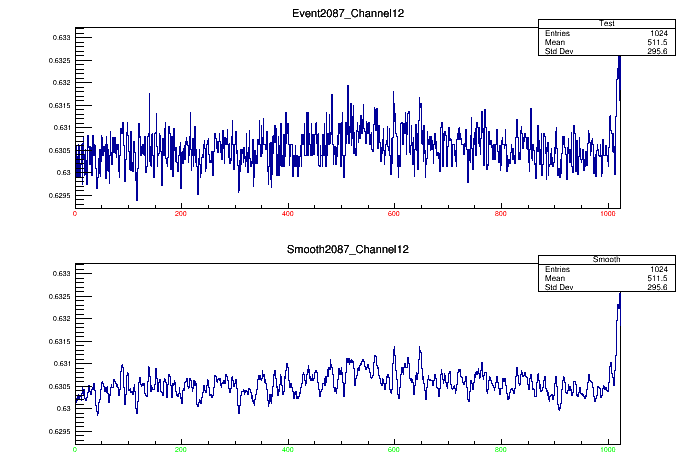 Event2087_Channel12
Test
Entries 1024
Mean 511.5
Std Dev 295.6
0.633
0.6325
0.632
0.6315
0.631
0.6305
0.63
0.6295
0 200 400 600 800 1000
Smooth2087_Channel12
Smooth
Entries 1024
Mean 511.5
Std Dev 295.6
0.633
0.6325
0.632
0.6315
0.631
0.6305
0.63
0.6295
0 200 400 600 800 1000